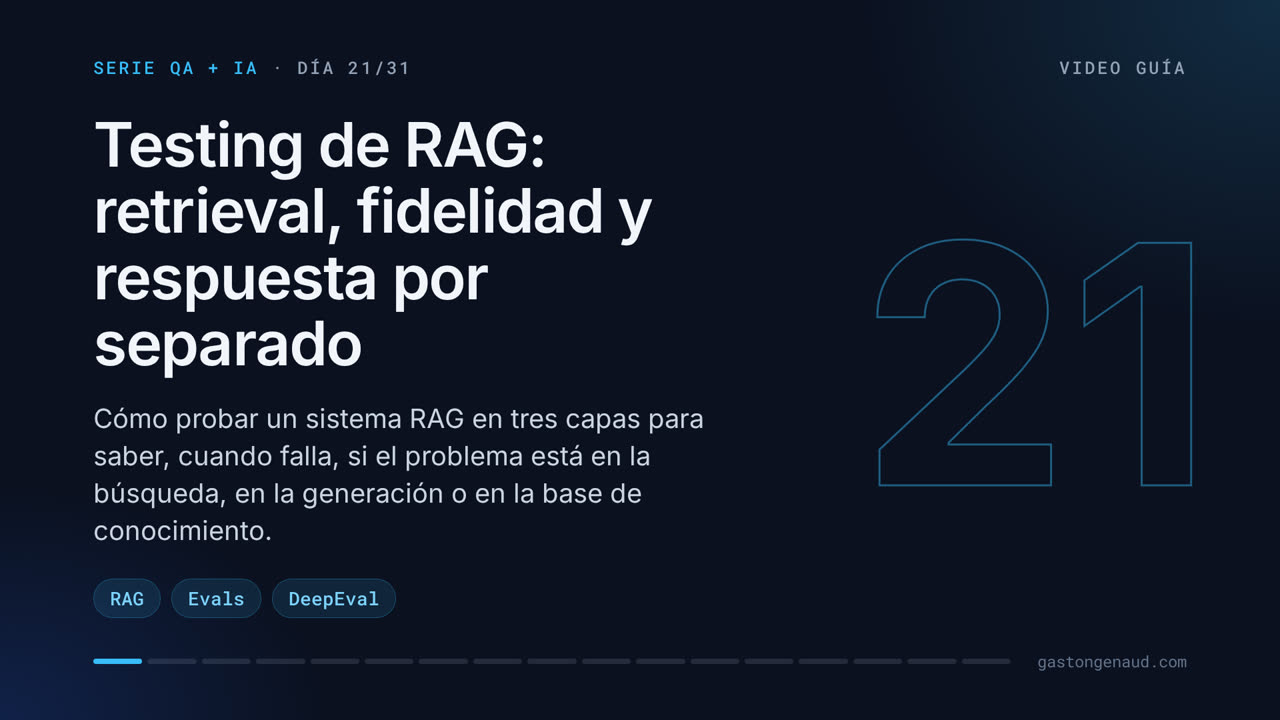 SERIE QA + IA · DÍA 21/31
VIDEO GUÍA
Testing de RAG:
retrieval, fidelidad y
respuesta por
separado
21
Cómo probar un sistema RAG en tres capas para
saber, cuando falla, si el problema está en la
búsqueda, en la generación o en la base de
conocimiento.
RAG Evals DeepEval
gastongenaud.com